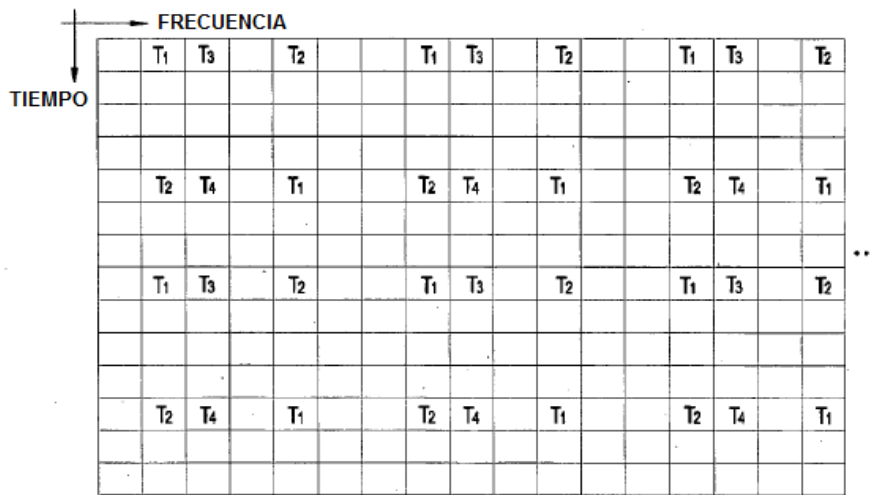 FRECUENCIA
TIEMPO
T1 T3 T2 T1 T3 T2 T1 T3 T2
T2 T4 T1 T2 T4 T1 T2 T4 T1
..
T1 T3 T2 T1 T3 T2 T1 T3 T2
T2 T4 T1 T2 T4 T1 T2 T4 T1